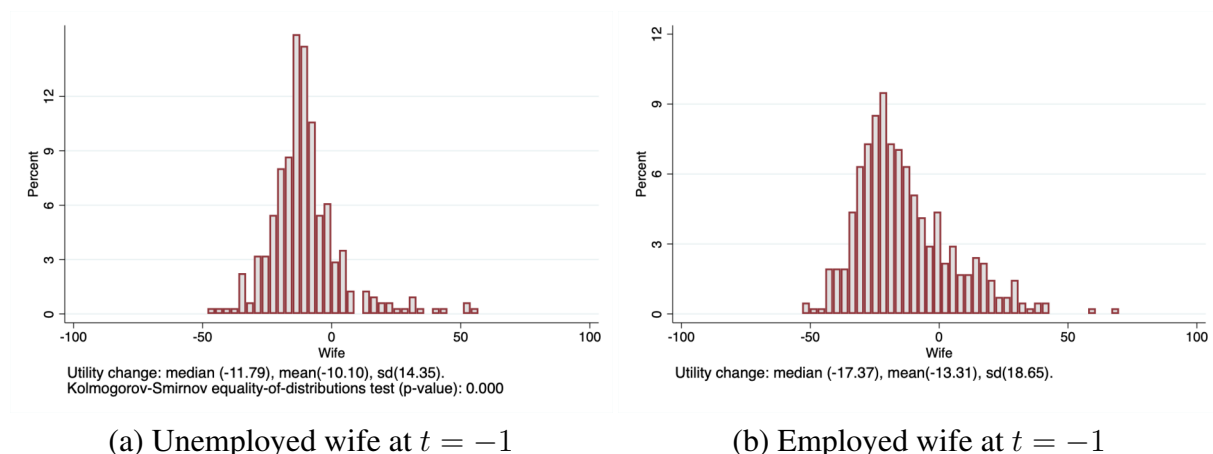 Percent
12
9
6
3
0
-100
-50
0
50
100
Wife
Utility change: median (-11.79), mean(-10.10), sd(14.35).
Kolmogorov-Smirnov equality-of-distributions test (p-value): 0.000
(a) Unemployed wife at t = −1
Percent
12
9
6
3
0
-100
-50
0
50
100
Wife
Utility change: median (-17.37), mean(-13.31), sd(18.65).
(b) Employed wife at t = −1